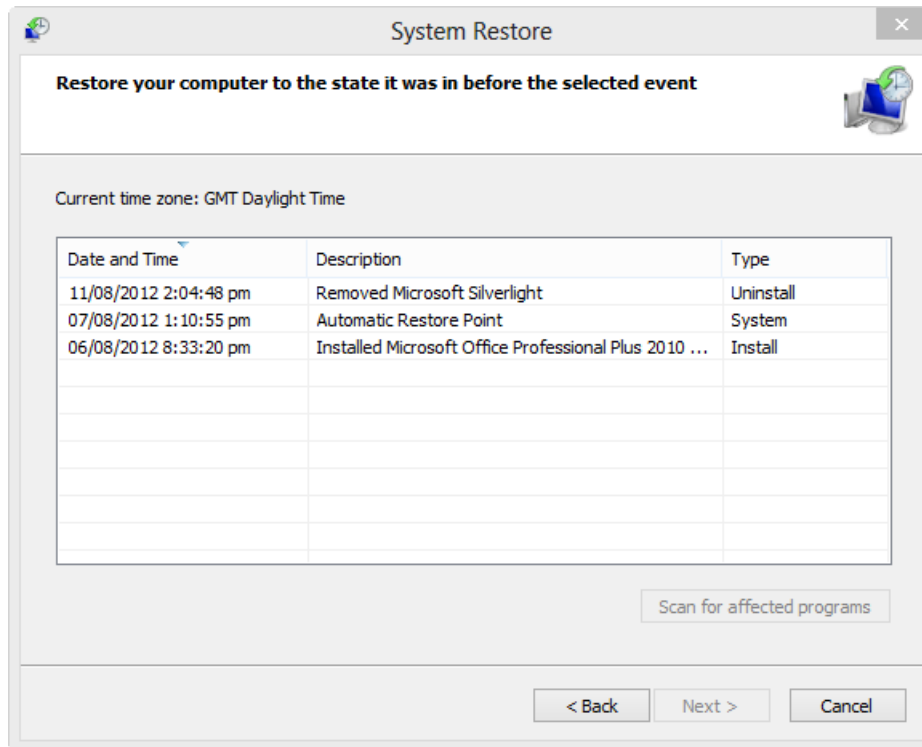 System Restore
Restore your computer to the state it was in before the selected event
Current time zone: GMT Daylight Time
Date and Time Description Type
11/08/2012 2:04:48 pm Removed Microsoft Silverlight Uninstall
07/08/2012 1:10:55 pm Automatic Restore Point System
06/08/2012 8:33:20 pm Installed Microsoft Office Professional Plus 2010 ... Install
Scan for affected programs
< Back Next > Cancel